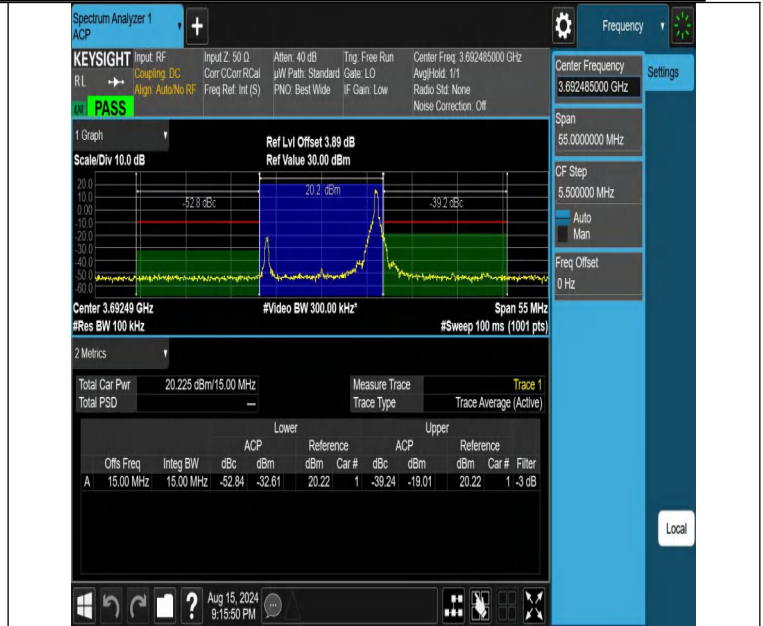 Spectrum Analyzer 1
ACP
Frequency
KEYSIGHT
RL
PASS
Input: RF
Coupling: DC
Align: Auto/No RF
Input Z: 50 Ω
Corr CCorr RCal
Freq Ref: Int (S)
Atten: 40 dB
µW Path: Standard
PNO: Best Wide
Trig: Free Run
Gate: LO
IF Gain: Low
Center Freq: 3.692485000 GHz
Avg|Hold: 1/1
Radio Std: None
Noise Correction: Off
Center Frequency
3.692485000 GHz
Settings
Span
55.0000000 MHz
CF Step
5.500000 MHz
Auto
Man
Freq Offset
0 Hz
Local
1 Graph
Scale/Div 10.0 dB
Ref Lvl Offset 3.89 dB
Ref Value 30.00 dBm
20.0
10.0
0.00
-10.0
-20.0
-30.0
-40.0
-50.0
-60.0
-52.8 dBc
20.2 dBm
-39.2 dBc
Center 3.69249 GHz
#Video BW 300.00 kHz*
Span 55 MHz
#Res BW 100 kHz
#Sweep 100 ms (1001 pts)
2 Metrics
Total Car Pwr 20.225 dBm/15.00 MHz
Total PSD ---
Measure Trace Trace 1
Trace Type Trace Average (Active)
Lower Upper
ACP Reference ACP Reference
Offs Freq Integ BW dBc dBm dBm Car # dBc dBm dBm Car # Filter
A 15.00 MHz 15.00 MHz -52.84 -32.61 20.22 1 -39.24 -19.01 20.22 1 -3 dB
?
Aug 15, 2024
9:15:50 PM